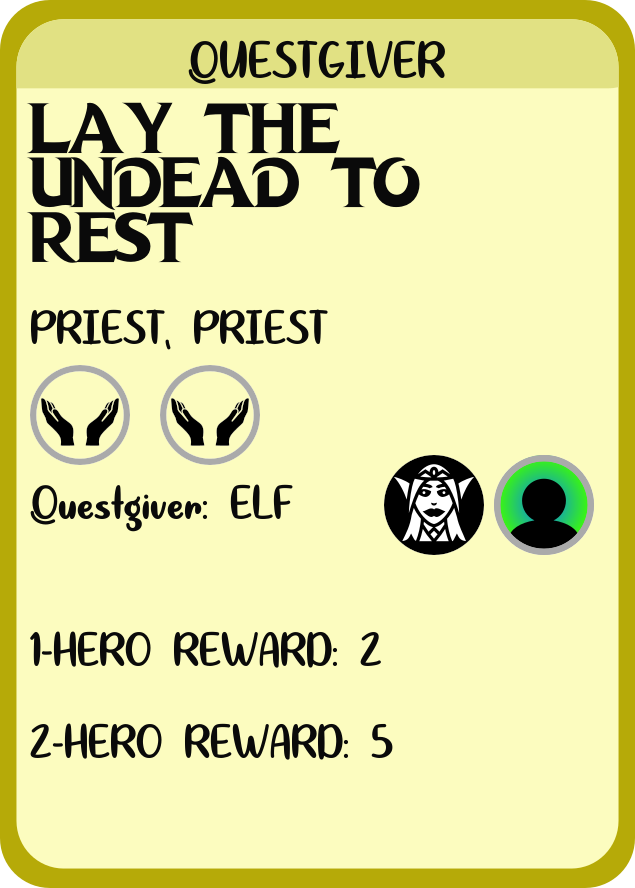 QUESTGIVER
LAY THE
UNDEAD TO
REST
PRIEST, PRIEST
Questgiver: ELF
1-HERO REWARD: 2
2-HERO REWARD: 5